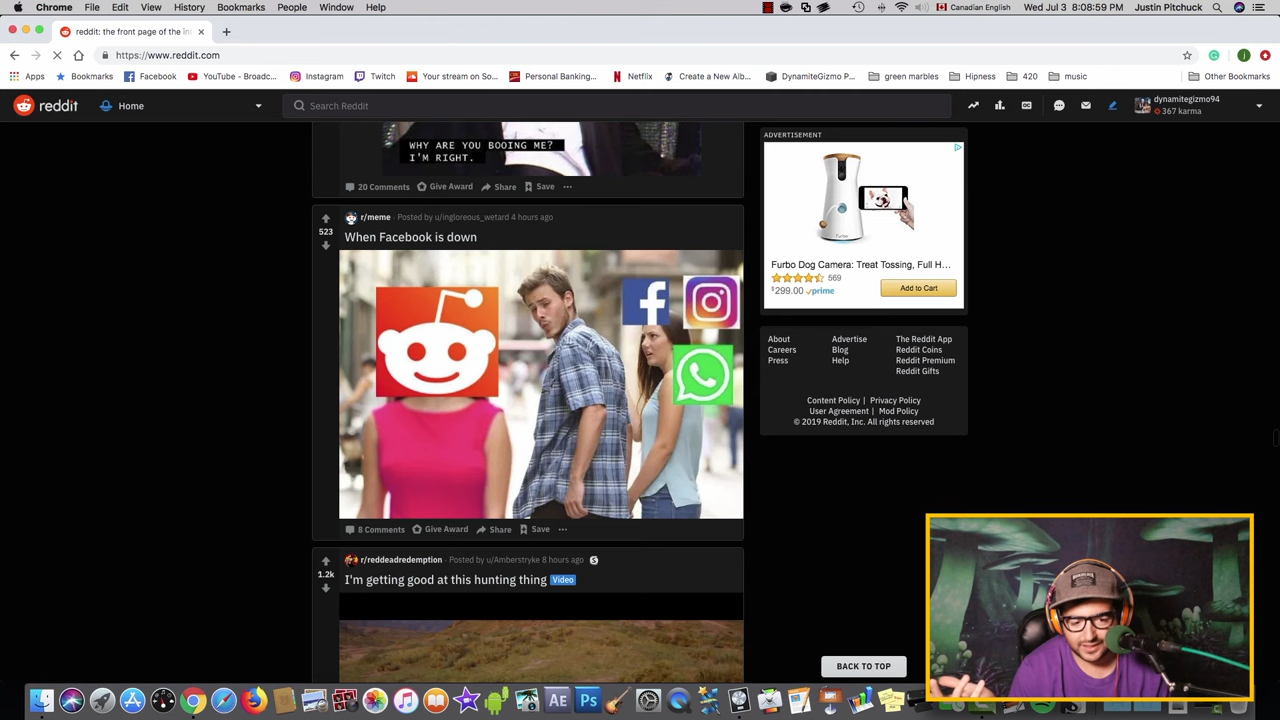 Chrome File Edit View History Bookmarks People Window Help
Canadian English Wed Jul 3 8:08:59 PM Justin Pitchuck
reddit: the front page of the in
https://www.reddit.com
j
Apps Bookmarks Facebook YouTube - Broadc... Instagram Twitch Your stream on So... Personal Banking... Netflix Create a New Alb... DynamiteGizmo P... green marbles Hipness 420 music Other Bookmarks
reddit Home Search Reddit
dynamitegizmo94
367 karma
WHY ARE YOU BOOING ME?
I'M RIGHT.
20 Comments Give Award Share Save
ADVERTISEMENT
Furbo
Furbo Dog Camera: Treat Tossing, Full H...
569
$299.00 prime Add to Cart
r/meme · Posted by u/ingloreous_wetard 4 hours ago
523
When Facebook is down
8 Comments Give Award Share Save
About Advertise The Reddit App
Careers Blog Reddit Coins
Press Help Reddit Premium
Reddit Gifts
Content Policy | Privacy Policy
User Agreement | Mod Policy
© 2019 Reddit, Inc. All rights reserved
r/reddeadredemption · Posted by u/Amberstryke 8 hours ago
1.2k
I'm getting good at this hunting thing Video
BACK TO TOP
AE Ps